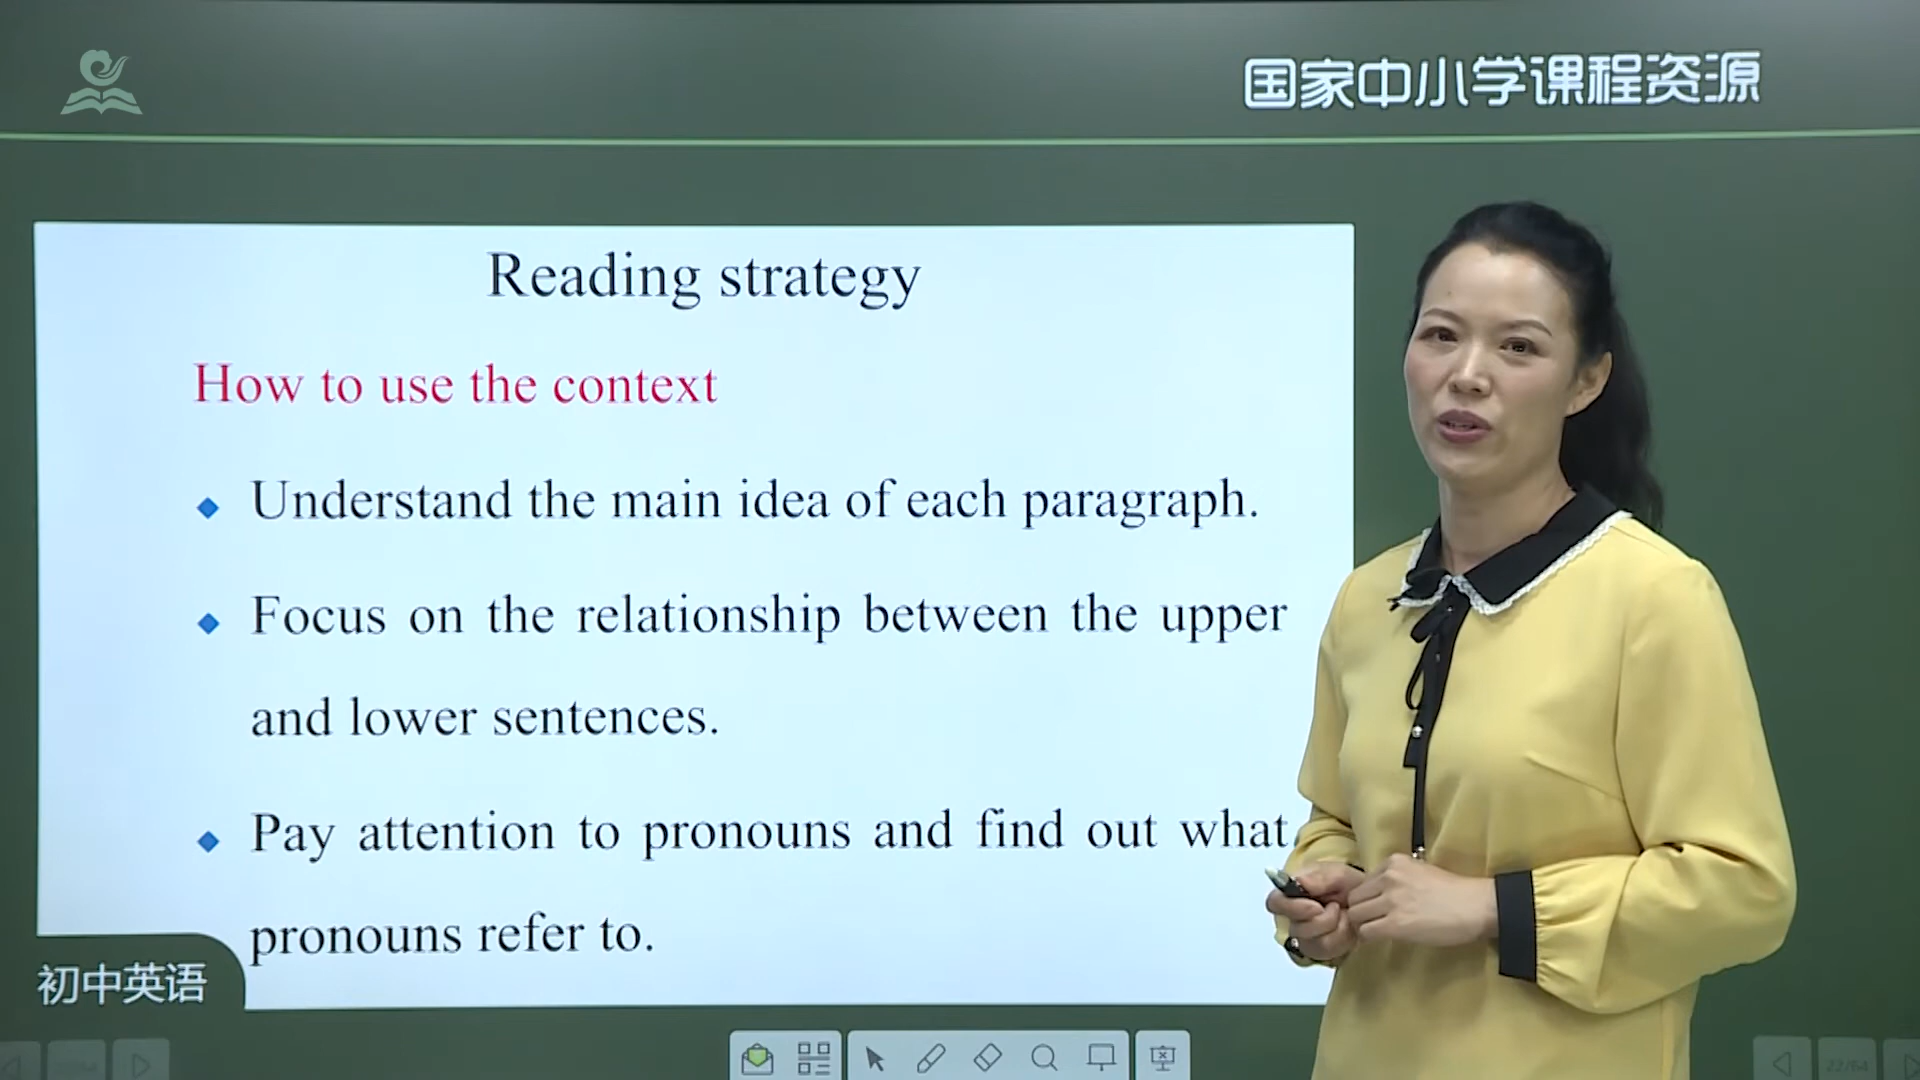 国家中小学课程资源
Reading strategy
How to use the context
Understand the main idea of each paragraph.
Focus on the relationship between the upper
and lower sentences.
Pay attention to pronouns and find out what
pronouns refer to.
初中英语
22/64